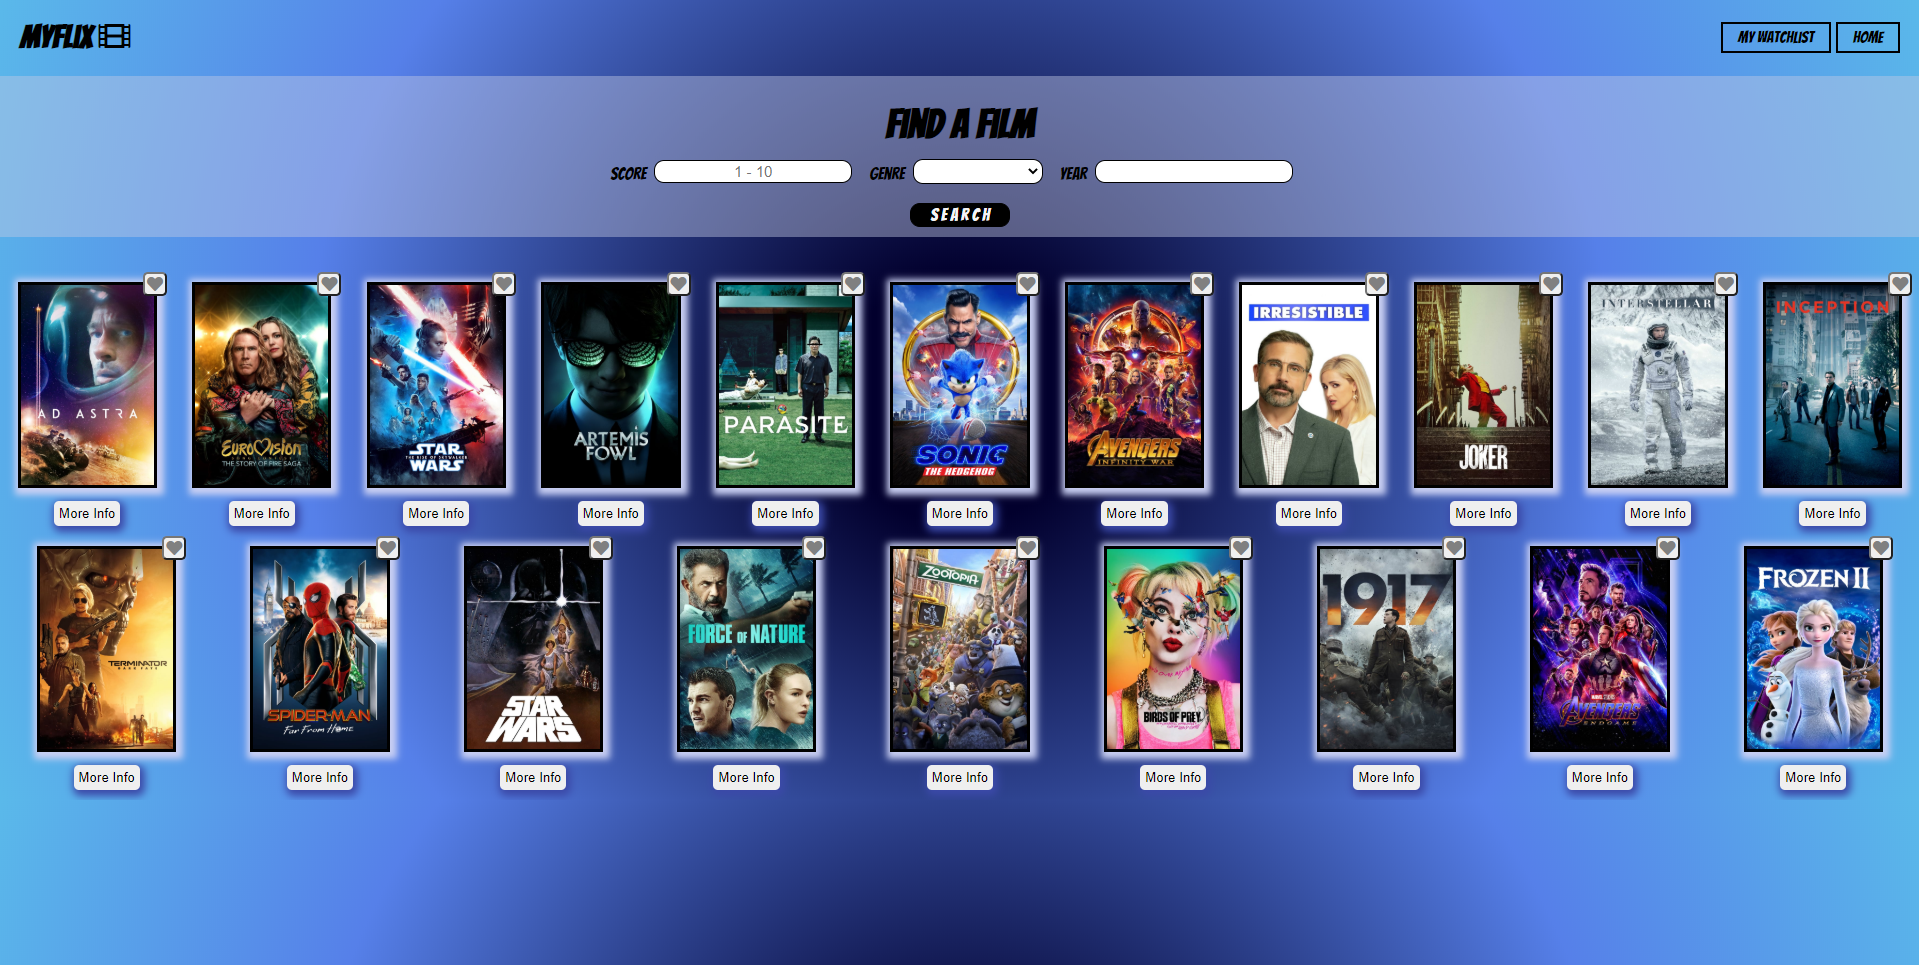 MYFLIX
MY WATCHLIST
HOME
FIND A FILM
SCORE 1 - 10 GENRE YEAR
SEARCH
AD ASTRA
EUROVISION
THE STORY OF FIRE SAGA
STAR
THE RISE OF SKYWALKER
WARS
ARTEMIS
FOWL
PARASITE
SONIC
THE HEDGEHOG
AVENGERS
INFINITY WAR
IRRESISTIBLE
JOKER
INTERSTELLAR
INCEPTION
More Info
More Info
More Info
More Info
More Info
More Info
More Info
More Info
More Info
More Info
More Info
TERMINATOR
DARK FATE
SPIDER-MAN
Far From Home
STAR
WARS
FORCE OF NATURE
ZOOTOPIA
BIRDS OF PREY
1917
AVENGERS
ENDGAME
FROZEN II
More Info
More Info
More Info
More Info
More Info
More Info
More Info
More Info
More Info